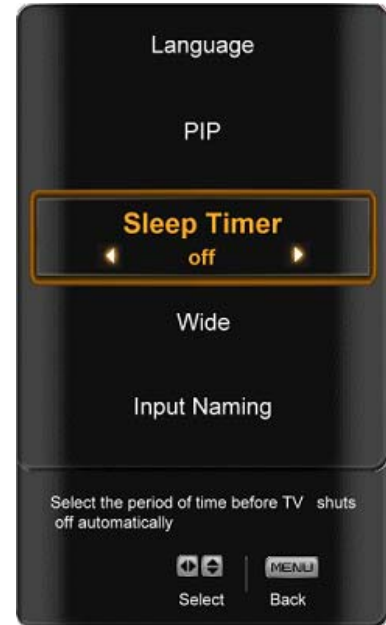 Language
PIP
Sleep Timer
off
Wide
Input Naming
Select the period of time before TV shuts
off automatically
MENU
Select Back